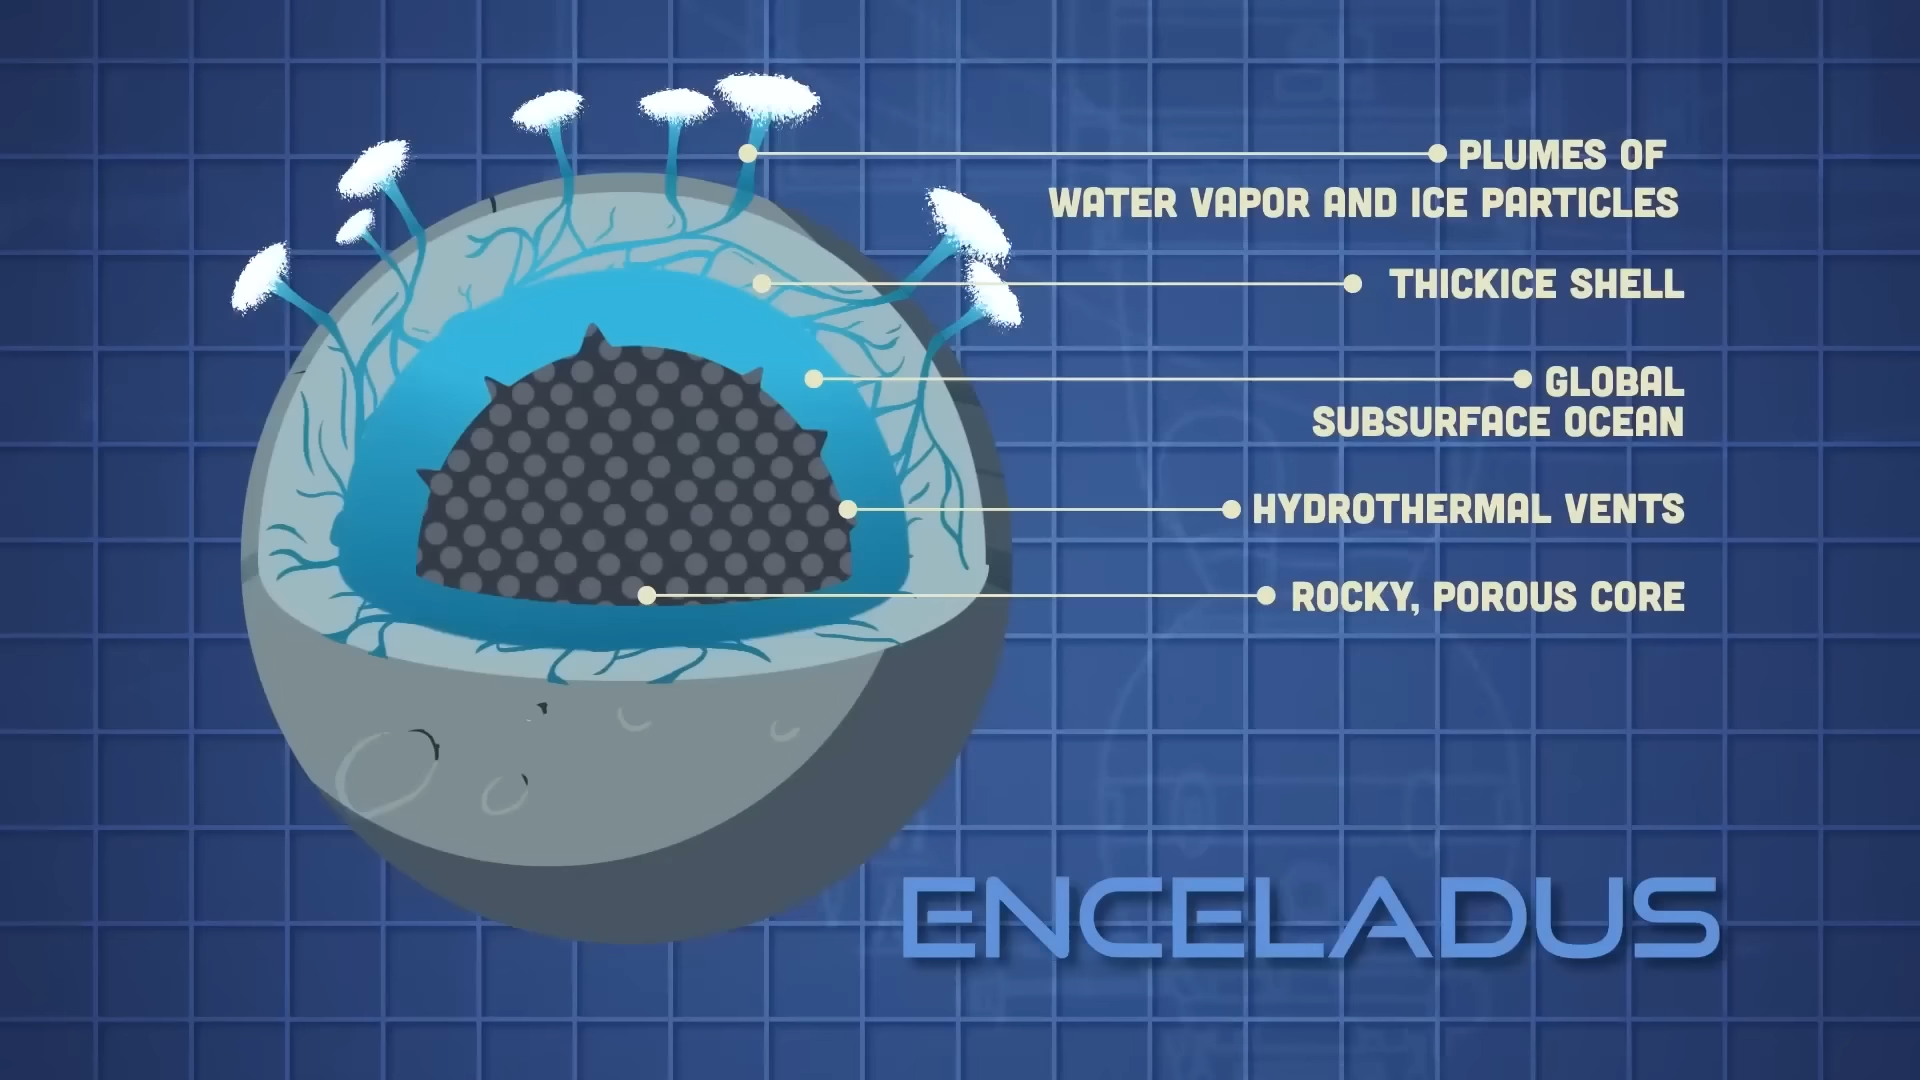 PLUMES OF
WATER VAPOR AND ICE PARTICLES
THICKICE SHELL
GLOBAL
SUBSURFACE OCEAN
HYDROTHERMAL VENTS
ROCKY, POROUS CORE
ENCELADUS